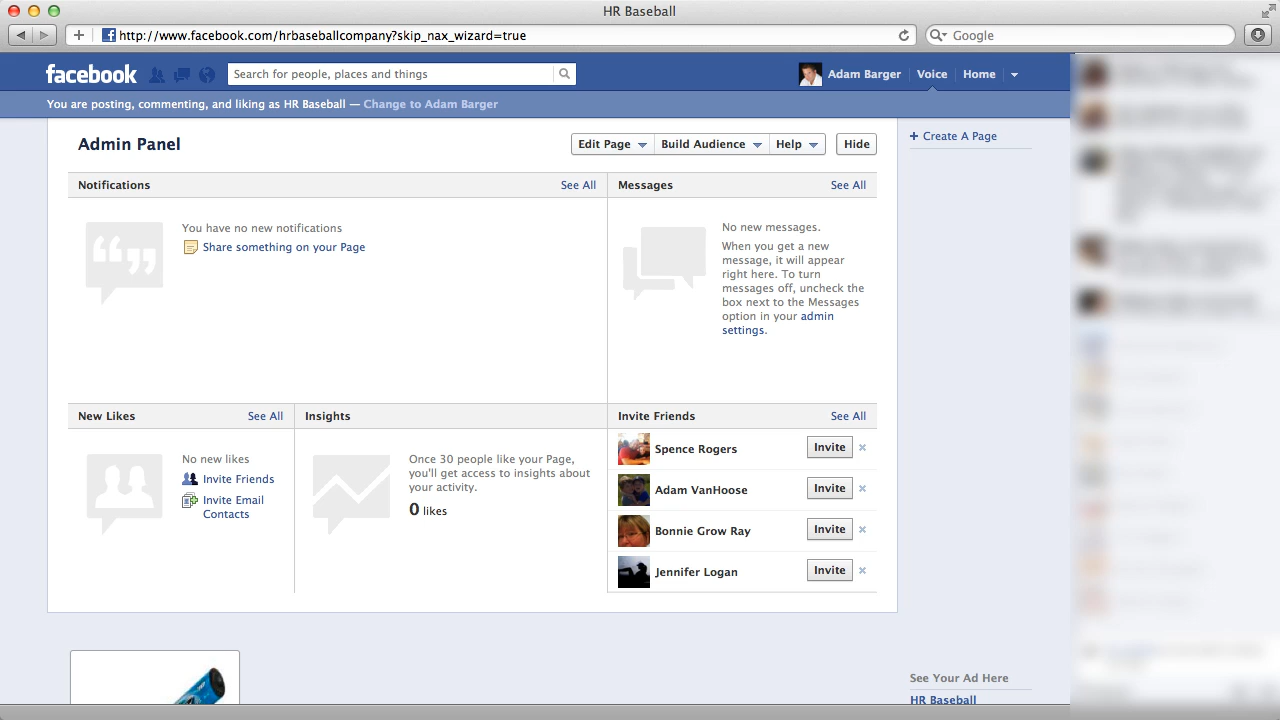 HR Baseball
http://www.facebook.com/hrbaseballcompany?skip_nax_wizard=true
Google
facebook
Search for people, places and things
Adam Barger
Voice
Home
You are posting, commenting, and liking as HR Baseball — Change to Adam Barger
Admin Panel
Edit Page
Build Audience
Help
Hide
+ Create A Page
Notifications
See All
You have no new notifications
Share something on your Page
Messages
See All
No new messages.
When you get a new
message, it will appear
right here. To turn
messages off, uncheck the
box next to the Messages
option in your admin
settings.
New Likes
See All
No new likes
Invite Friends
Invite Email
Contacts
Insights
Once 30 people like your Page,
you'll get access to insights about
your activity.
0 likes
Invite Friends
See All
Spence Rogers
Invite
Adam VanHoose
Invite
Bonnie Grow Ray
Invite
Jennifer Logan
Invite
See Your Ad Here
HR Baseball